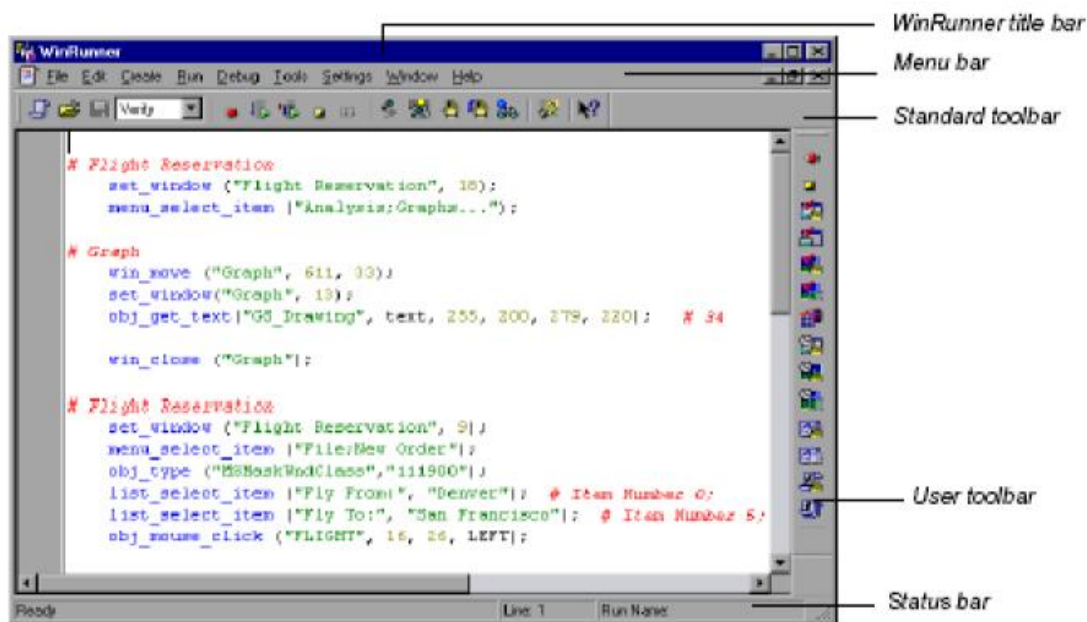 WinRunner title bar
WinRunner
Menu bar
File Edit Create Run Debug Tools Settings Window Help
Verify
Standard toolbar
# Flight Reservation
set_window ("Flight Reservation", 18);
menu_select_item ("Analysis;Graphs...");
# Graph
win_move ("Graph", 611, 33);
set_window("Graph", 13);
obj_get_text("GS_Drawing", text, 255, 200, 279, 220); # 34
win_close ("Graph");
# Flight Reservation
set_window ("Flight Reservation", 9);
menu_select_item ("File;New Order");
obj_type ("MSMaskWndClass","111900");
list_select_item ("Fly From:", "Denver"); # Item Number 0;
list_select_item ("Fly To:", "San Francisco"); # Item Number 5;
obj_mouse_click ("FLIGHT", 16, 26, LEFT);
User toolbar
Ready Line: 1 Run Name:
Status bar